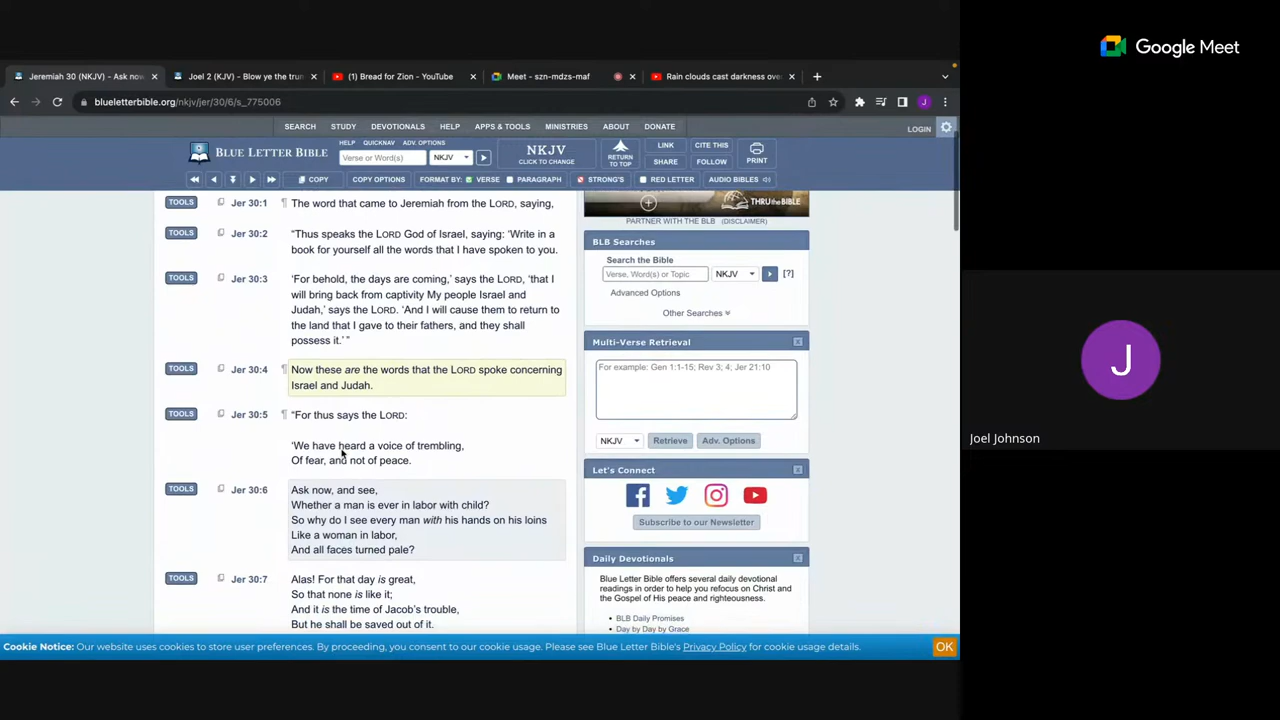 Google Meet
Jeremiah 30 (NKJV) - Ask now
Joel 2 (KJV) - Blow ye the trun
(1) Bread for Zion - YouTube
Meet - szn-mdzs-maf
Rain clouds cast darkness over
blueletterbible.org/nkjv/jer/30/6/s_775006
J
SEARCH STUDY DEVOTIONALS HELP APPS & TOOLS MINISTRIES ABOUT DONATE LOGIN
BLUE LETTER BIBLE
HELP QUICKNAV ADV. OPTIONS
Verse or Word(s) NKJV
NKJV
CLICK TO CHANGE
RETURN
TO TOP
LINK CITE THIS
SHARE FOLLOW
PRINT
COPY COPY OPTIONS FORMAT BY: VERSE PARAGRAPH STRONG'S RED LETTER AUDIO BIBLES
TOOLS Jer 30:1 ¶ The word that came to Jeremiah from the LORD, saying,
TOOLS Jer 30:2 “Thus speaks the LORD God of Israel, saying: ‘Write in a
book for yourself all the words that I have spoken to you.
TOOLS Jer 30:3 ‘For behold, the days are coming,’ says the LORD, ‘that I
will bring back from captivity My people Israel and
Judah,’ says the LORD. ‘And I will cause them to return to
the land that I gave to their fathers, and they shall
possess it.’ ”
TOOLS Jer 30:4 ¶ Now these are the words that the LORD spoke concerning
Israel and Judah.
TOOLS Jer 30:5 ¶ “For thus says the LORD:
‘We have heard a voice of trembling,
Of fear, and not of peace.
TOOLS Jer 30:6 Ask now, and see,
Whether a man is ever in labor with child?
So why do I see every man with his hands on his loins
Like a woman in labor,
And all faces turned pale?
TOOLS Jer 30:7 Alas! For that day is great,
So that none is like it;
And it is the time of Jacob’s trouble,
But he shall be saved out of it.
THRU the BIBLE
PARTNER WITH THE BLB (DISCLAIMER)
BLB Searches
Search the Bible
Verse, Word(s) or Topic NKJV [?]
Advanced Options
Other Searches
Multi-Verse Retrieval x
For example: Gen 1:1-15; Rev 3; 4; Jer 21:10
NKJV Retrieve Adv. Options
Let's Connect x
Subscribe to our Newsletter
Daily Devotionals x
Blue Letter Bible offers several daily devotional
readings in order to help you refocus on Christ and
the Gospel of His peace and righteousness.
• BLB Daily Promises
• Day by Day by Grace
Cookie Notice: Our website uses cookies to store user preferences. By proceeding, you consent to our cookie usage. Please see Blue Letter Bible's Privacy Policy for cookie usage details. OK
J
Joel Johnson